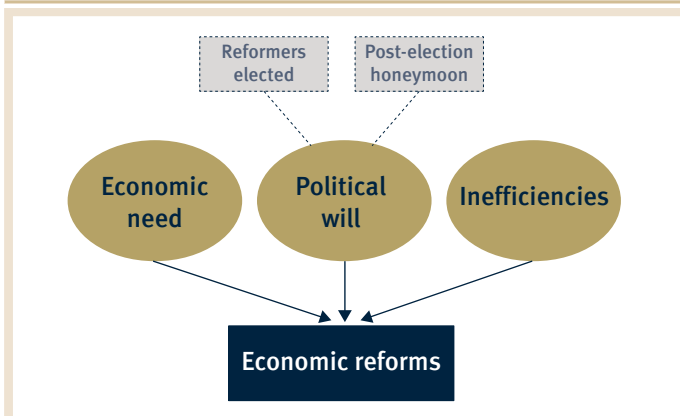 Reformers
elected
Post-election
honeymoon
Economic
need
Political
will
Inefficiencies
Economic reforms